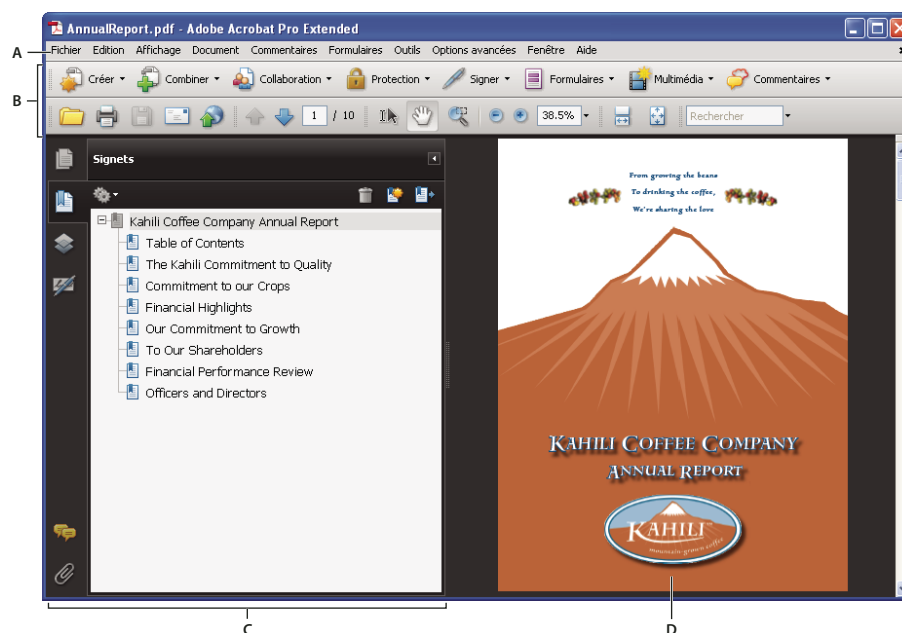 AnnualReport.pdf - Adobe Acrobat Pro Extended
A
Fichier Edition Affichage Document Commentaires Formulaires Outils Options avancées Fenêtre Aide
B
Créer Combiner Collaboration Protection Signer Formulaires Multimédia Commentaires
1 / 10 38.5% Rechercher
Signets
Kahili Coffee Company Annual Report
Table of Contents
The Kahili Commitment to Quality
Commitment to our Crops
Financial Highlights
Our Commitment to Growth
To Our Shareholders
Financial Performance Review
Officers and Directors
From growing the beans
To drinking the coffee,
We're sharing the love
KAHILI COFFEE COMPANY
ANNUAL REPORT
KAHILI
mountain-grown coffee
C
D